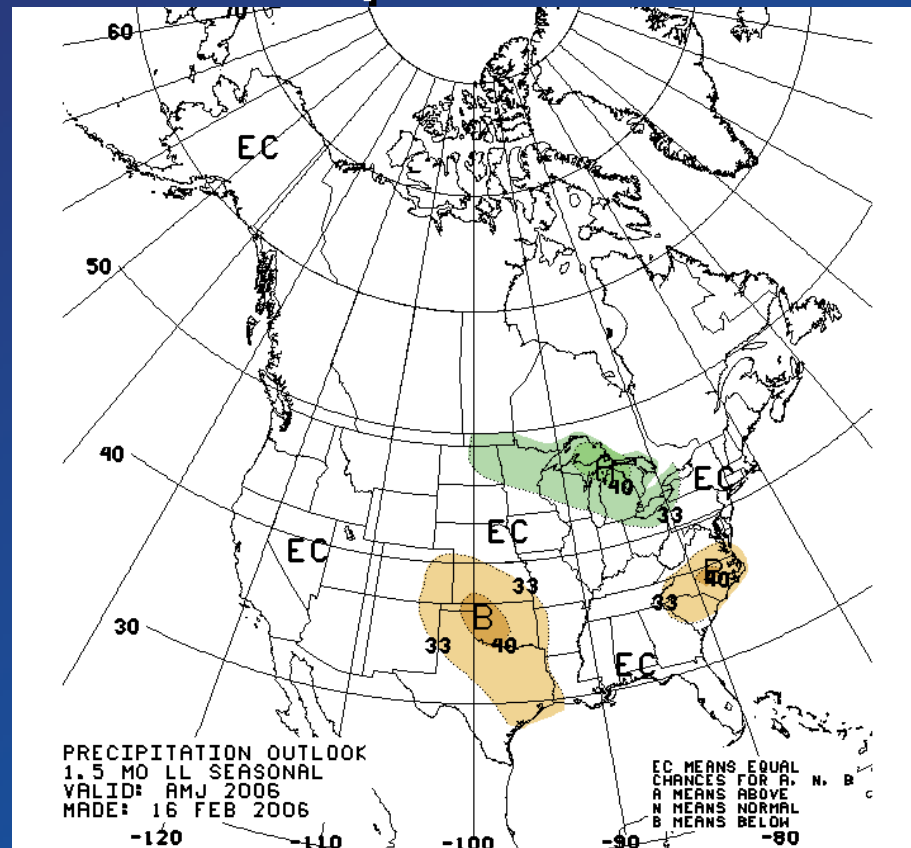 70
60
EC
50
40
A
40
EC
33
EC
EC
B
40
33
33
B
33
40
30
EC
PRECIPITATION OUTLOOK
1.5 MO LL SEASONAL
VALID: AMJ 2006
MADE: 16 FEB 2006
EC MEANS EQUAL
CHANCES FOR A, N, B
A MEANS ABOVE
N MEANS NORMAL
B MEANS BELOW
-120
-110
-100
-90
-80